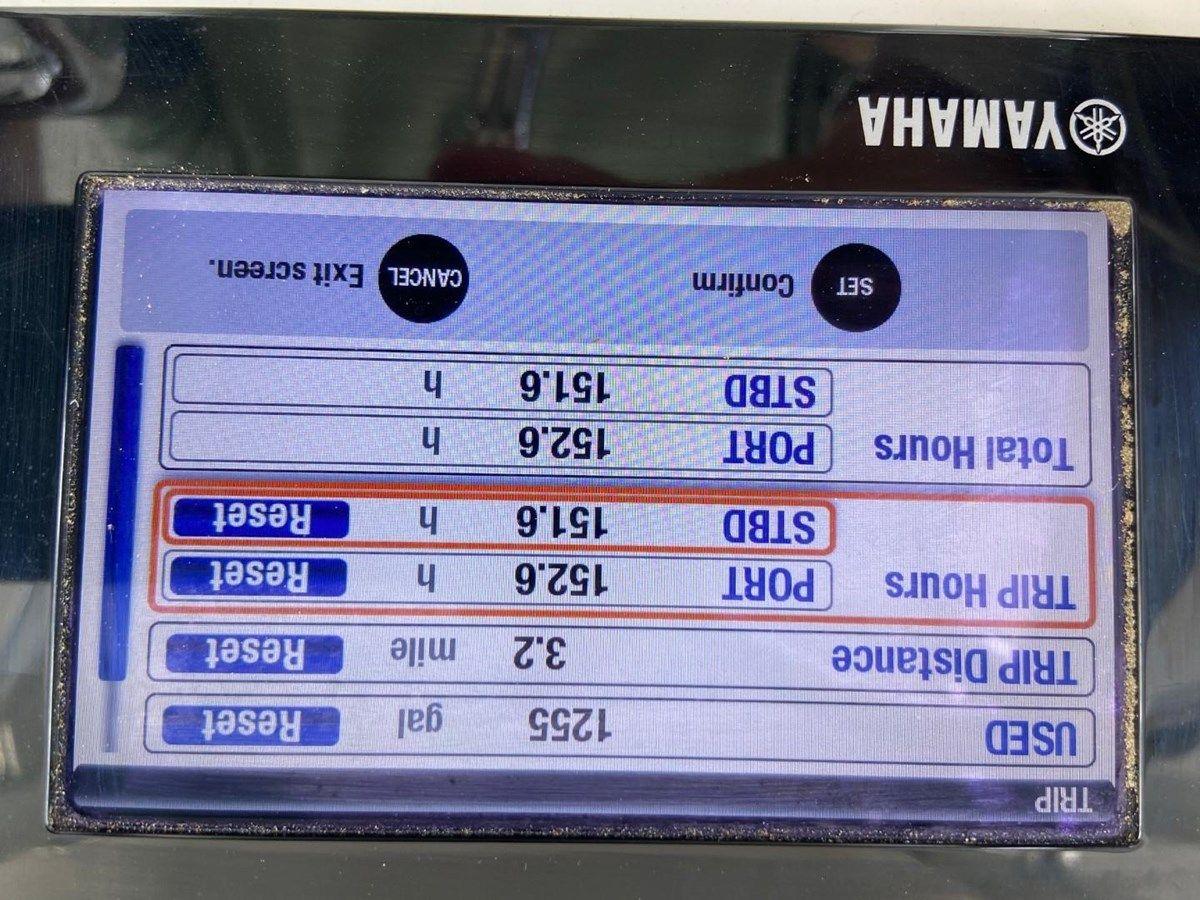 TRIP
USED 1255 gal Reset
TRIP Distance 3.2 mile Reset
TRIP Hours PORT 152.6 h Reset
STBD 151.6 h Reset
Total Hours PORT 152.6 h
STBD 151.6 h
SET Confirm CANCEL Exit screen.
YAMAHA